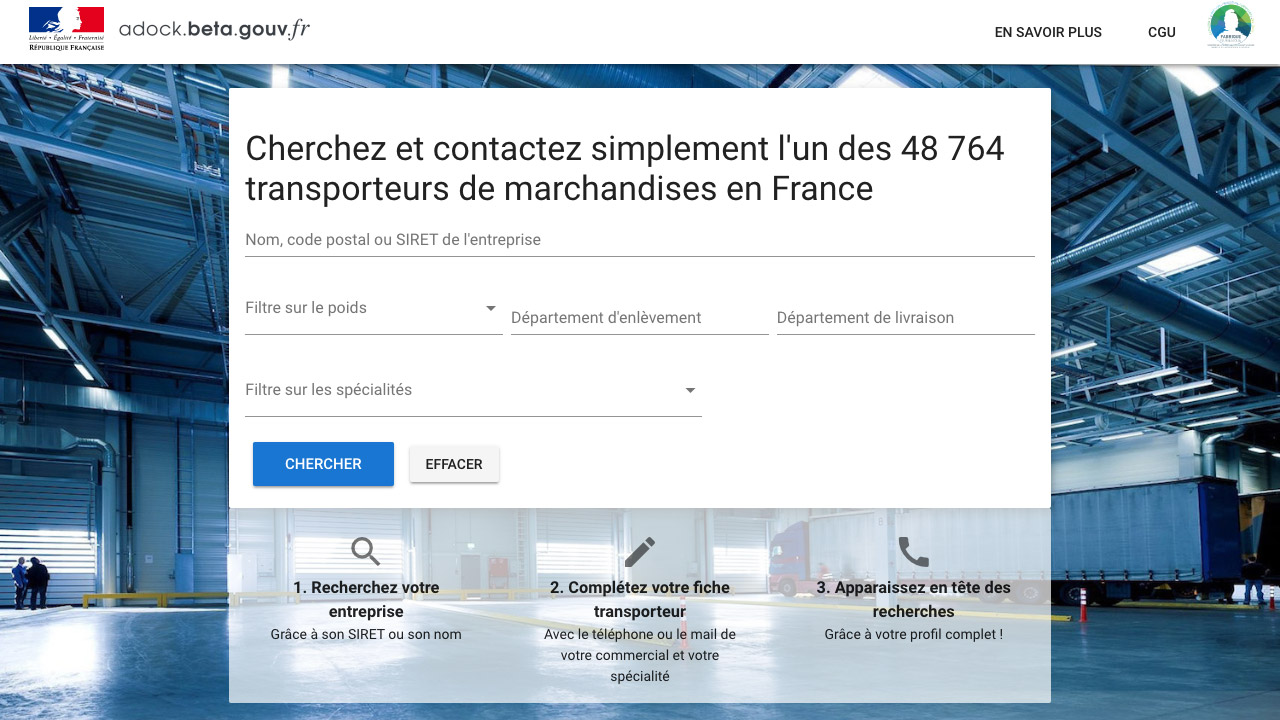 Liberté • Égalité • Fraternité
RÉPUBLIQUE FRANÇAISE
adock.beta.gouv.fr
EN SAVOIR PLUS
CGU
FABRIQUE
Cherchez et contactez simplement l'un des 48 764
transporteurs de marchandises en France
Nom, code postal ou SIRET de l'entreprise
Filtre sur le poids
Département d'enlèvement
Département de livraison
Filtre sur les spécialités
CHERCHER
EFFACER
1. Recherchez votre
entreprise
Grâce à son SIRET ou son nom
2. Complétez votre fiche
transporteur
Avec le téléphone ou le mail de
votre commercial et votre
spécialité
3. Apparaissez en tête des
recherches
Grâce à votre profil complet !